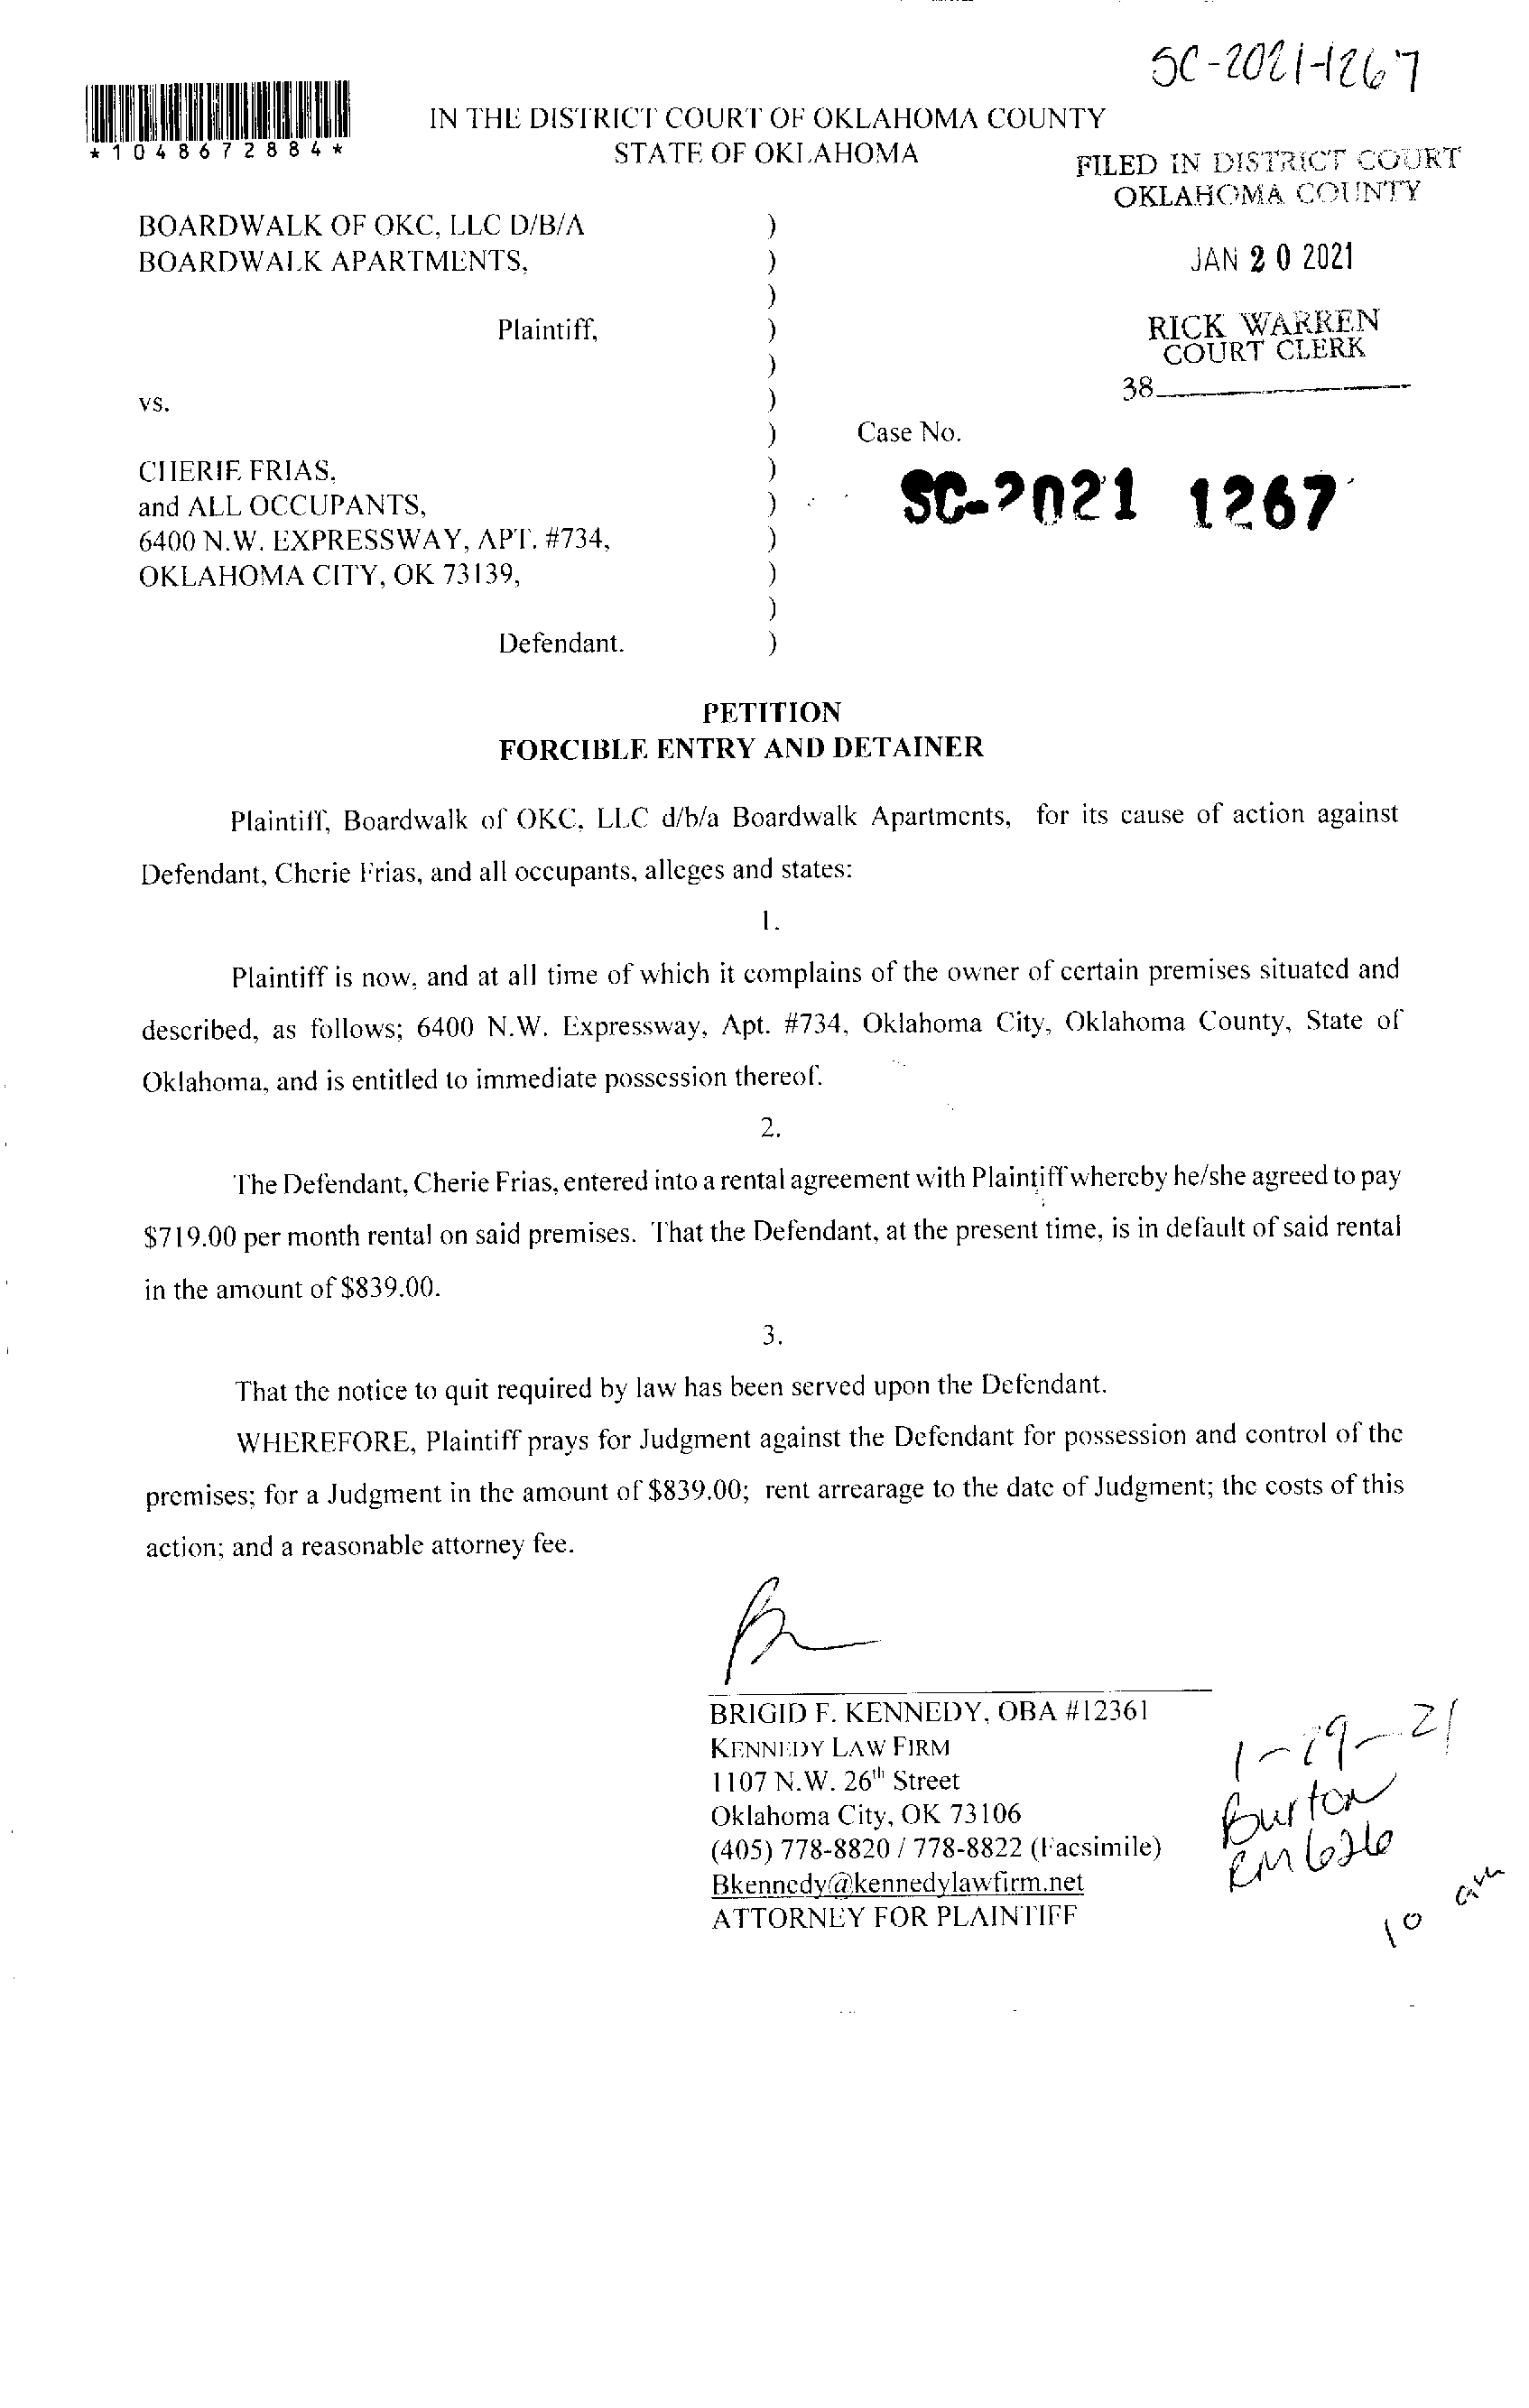 SC-2021-1267
*1048672884*
IN THE DISTRICT COURT OF OKLAHOMA COUNTY
STATE OF OKLAHOMA
FILED IN DISTRICT COURT
OKLAHOMA COUNTY
JAN 20 2021
RICK WARREN
COURT CLERK
38
BOARDWALK OF OKC, LLC D/B/A )
BOARDWALK APARTMENTS, )
)
Plaintiff, )
)
vs. )
) Case No.
CHERIE FRIAS, )
and ALL OCCUPANTS, ) SC-2021 1267
6400 N.W. EXPRESSWAY, APT. #734, )
OKLAHOMA CITY, OK 73139, )
)
Defendant. )
PETITION
FORCIBLE ENTRY AND DETAINER
Plaintiff, Boardwalk of OKC, LLC d/b/a Boardwalk Apartments, for its cause of action against
Defendant, Cherie Frias, and all occupants, alleges and states:
1.
Plaintiff is now, and at all time of which it complains of the owner of certain premises situated and
described, as follows; 6400 N.W. Expressway, Apt. #734, Oklahoma City, Oklahoma County, State of
Oklahoma, and is entitled to immediate possession thereof.
2.
The Defendant, Cherie Frias, entered into a rental agreement with Plaintiff whereby he/she agreed to pay
$719.00 per month rental on said premises. That the Defendant, at the present time, is in default of said rental
in the amount of $839.00.
3.
That the notice to quit required by law has been served upon the Defendant.
WHEREFORE, Plaintiff prays for Judgment against the Defendant for possession and control of the
premises; for a Judgment in the amount of $839.00; rent arrearage to the date of Judgment; the costs of this
action; and a reasonable attorney fee.
BRIGID F. KENNEDY, OBA #12361
KENNEDY LAW FIRM
1107 N.W. 26th Street
Oklahoma City, OK 73106
(405) 778-8820 / 778-8822 (Facsimile)
Bkennedy@kennedylawfirm.net
ATTORNEY FOR PLAINTIFF
1-29-21
Burton
RM 626
10 am